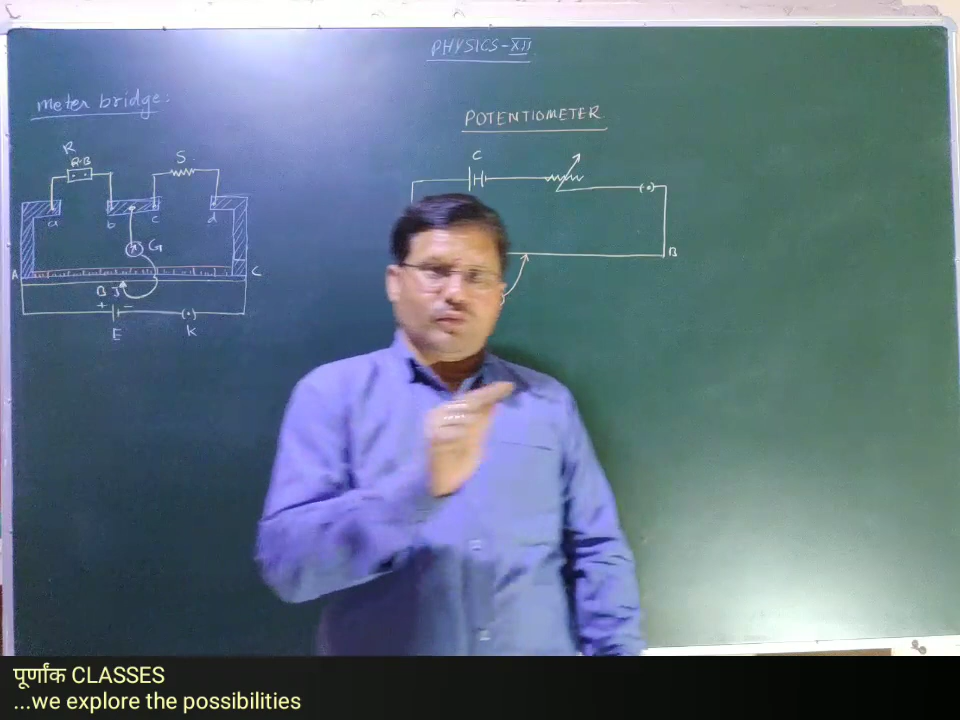 PHYSICS-XII
meter bridge:
POTENTIOMETER
R
R.B
S
C
a
b
c
d
G
A
C
B
B J
+ -
E
K
पूर्णांक CLASSES
...we explore the possibilities